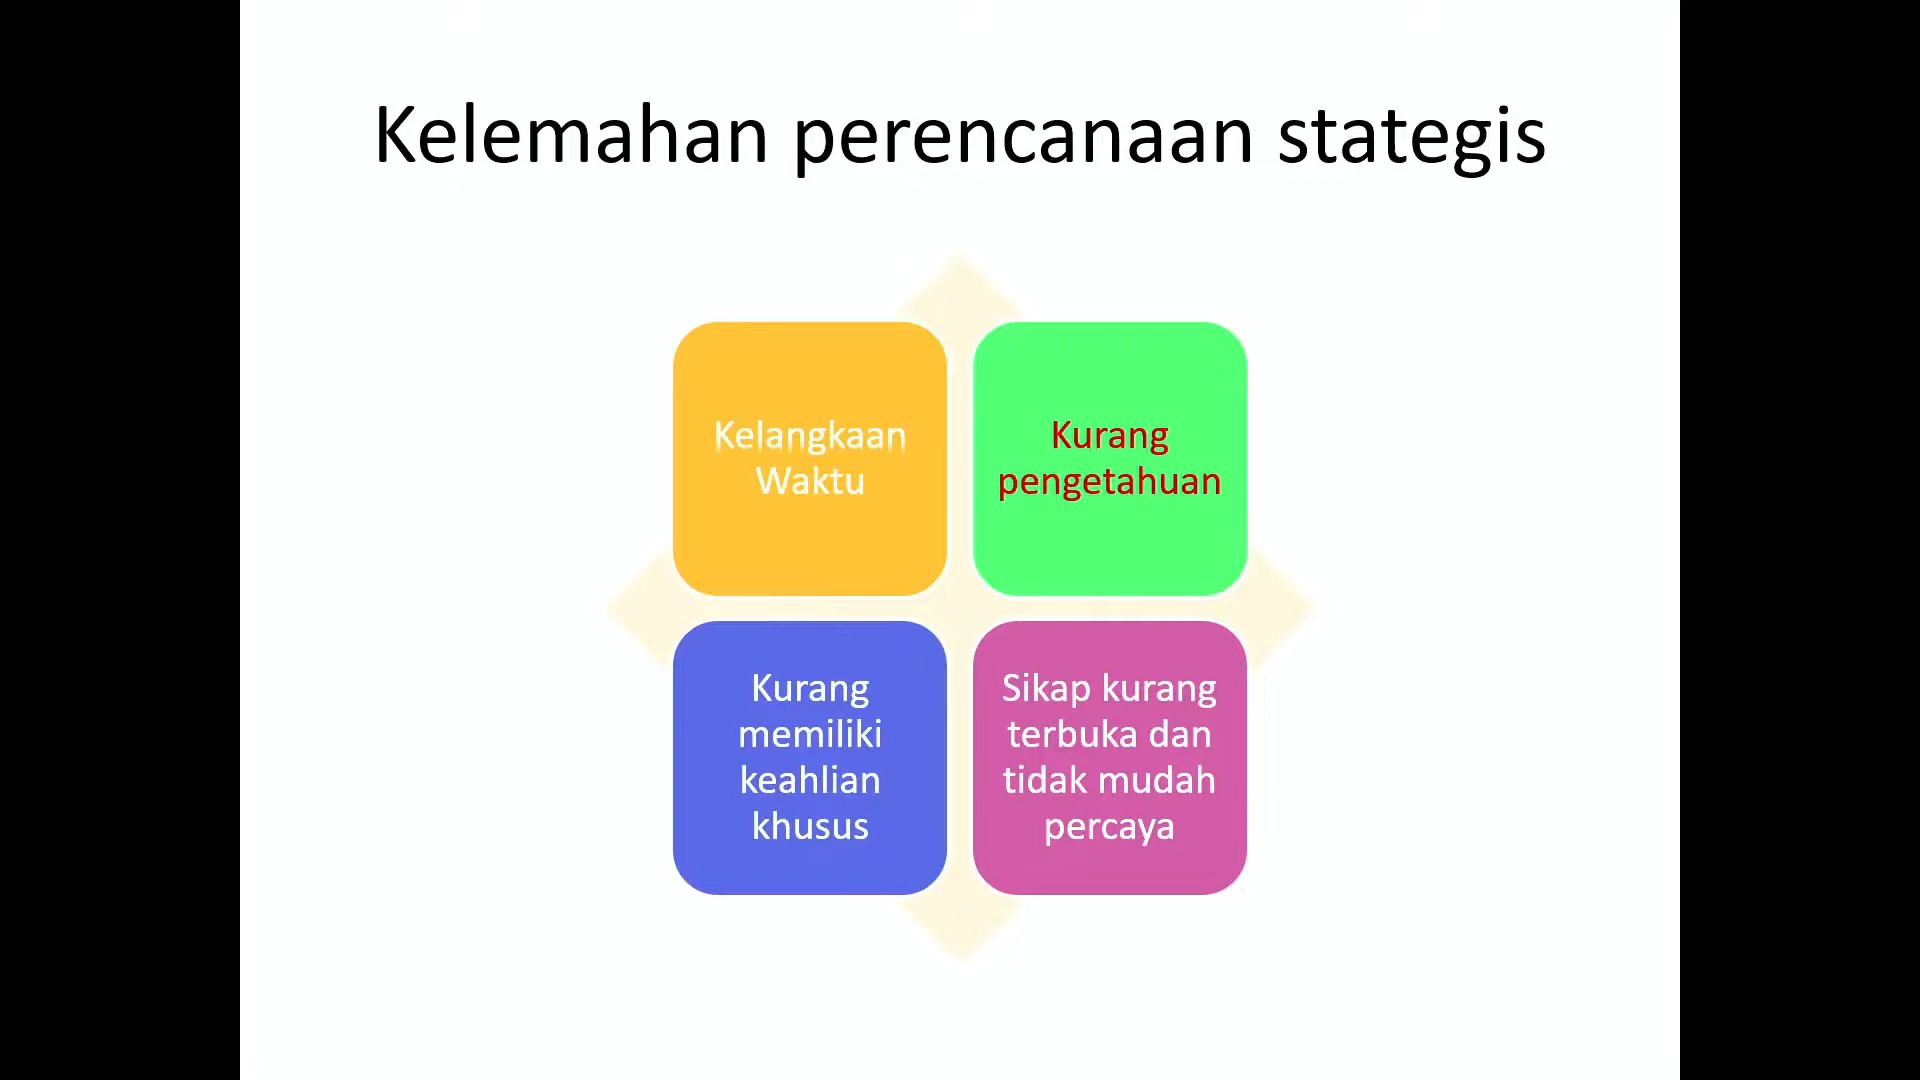 Kelemahan perencanaan stategis
Kelangkaan
Waktu
Kurang
pengetahuan
Kurang
memiliki
keahlian
khusus
Sikap kurang
terbuka dan
tidak mudah
percaya